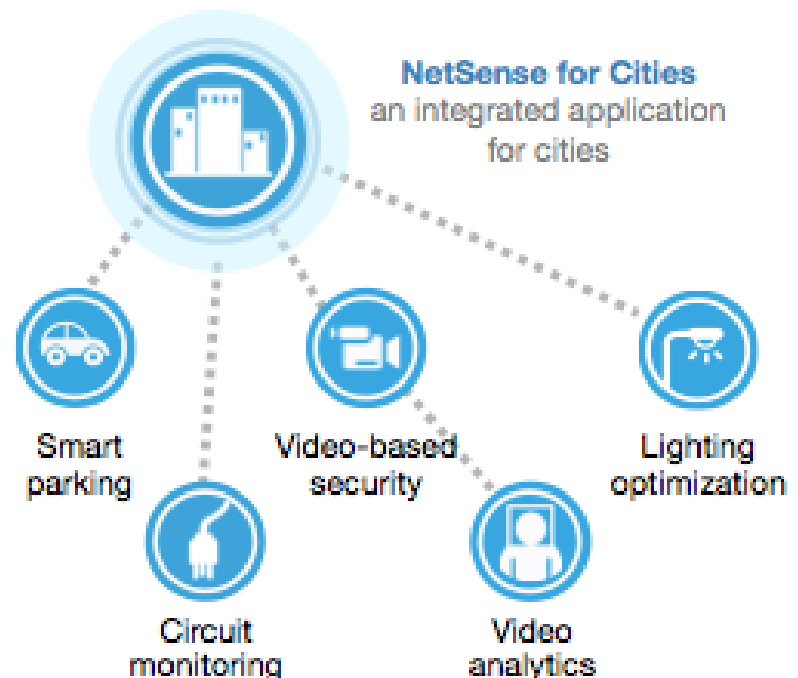 NetSense for Cities
an integrated application
for cities
Smart
parking
Video-based
security
Lighting
optimization
Circuit
monitoring
Video
analytics